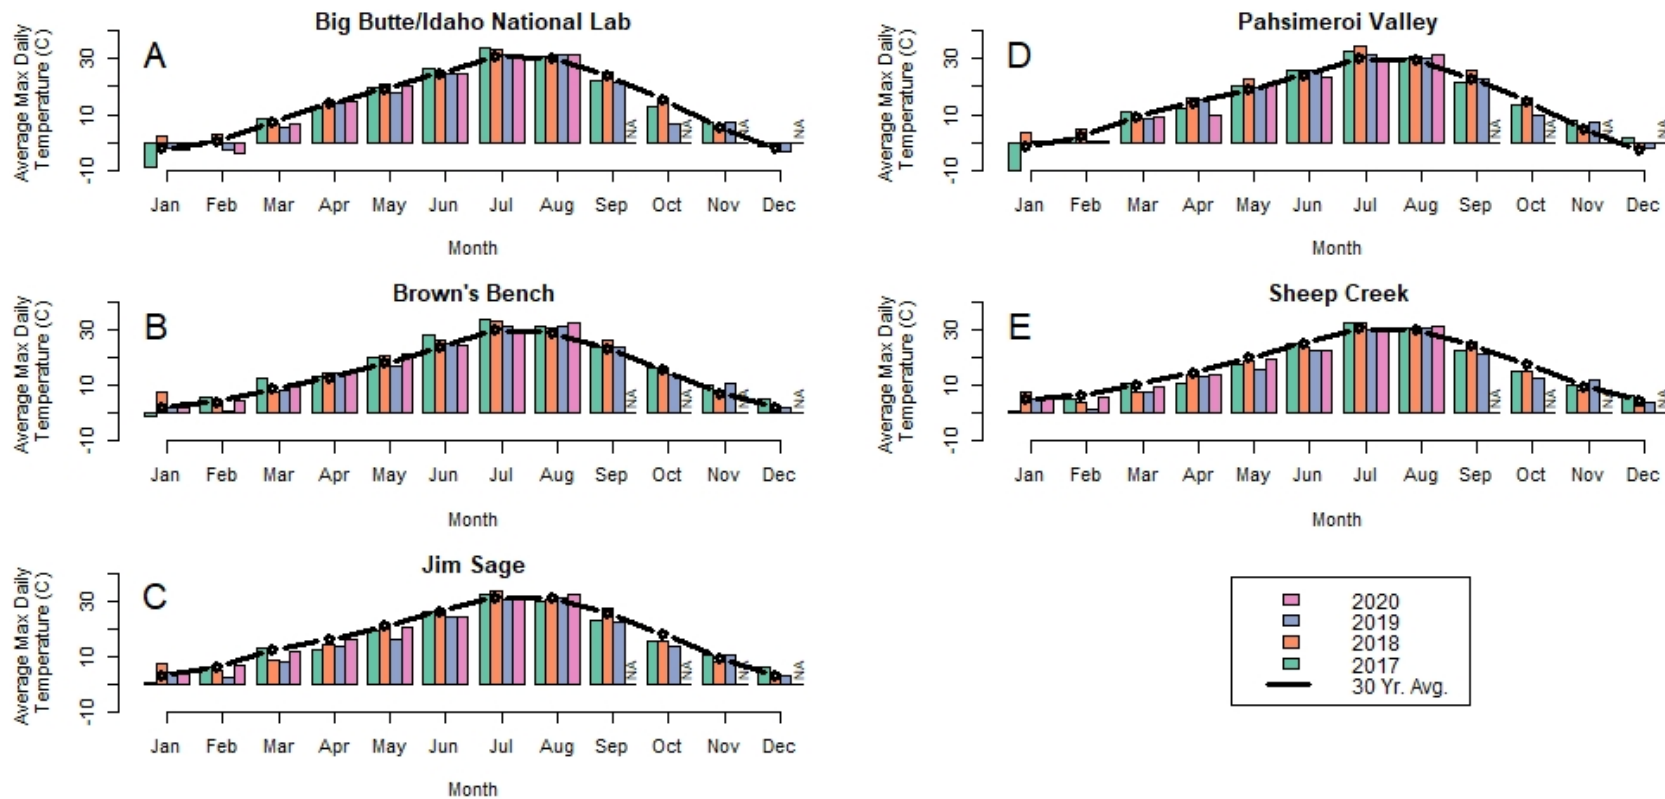 Big Butte/Idaho National Lab
A
Average Max Daily
Temperature (C)
30
10
-10
NA NA NA NA
Jan Feb Mar Apr May Jun Jul Aug Sep Oct Nov Dec
Month
Brown's Bench
B
Average Max Daily
Temperature (C)
30
10
-10
NA NA NA NA
Jan Feb Mar Apr May Jun Jul Aug Sep Oct Nov Dec
Month
Jim Sage
C
Average Max Daily
Temperature (C)
30
10
-10
NA NA NA NA
Jan Feb Mar Apr May Jun Jul Aug Sep Oct Nov Dec
Month
Pahsimeroi Valley
D
Average Max Daily
Temperature (C)
30
10
-10
NA NA NA NA
Jan Feb Mar Apr May Jun Jul Aug Sep Oct Nov Dec
Month
Sheep Creek
E
Average Max Daily
Temperature (C)
30
10
-10
NA NA NA NA
Jan Feb Mar Apr May Jun Jul Aug Sep Oct Nov Dec
Month
2020
2019
2018
2017
30 Yr. Avg.